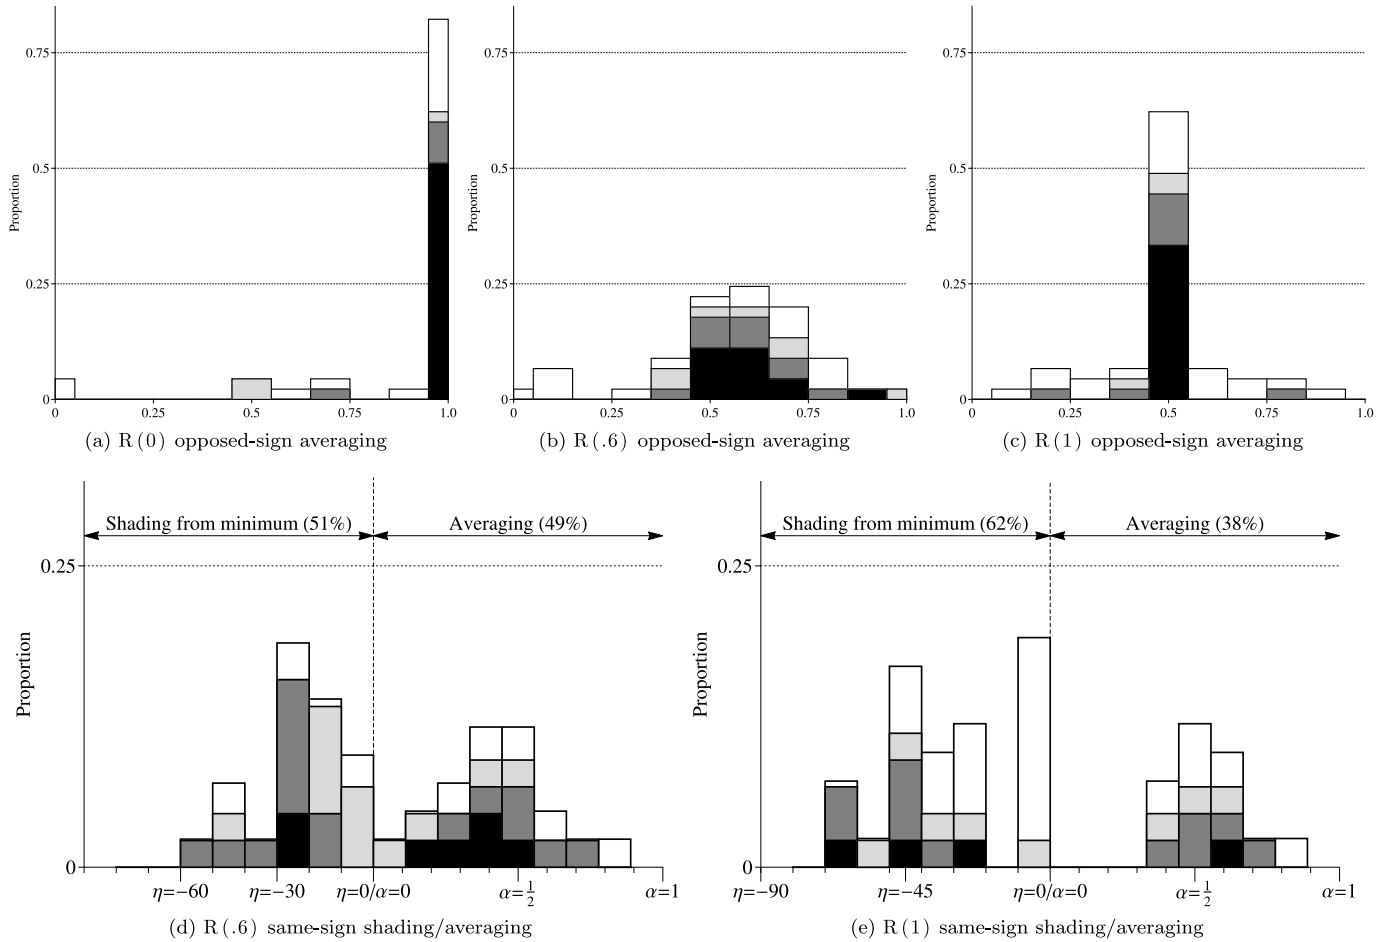 0.75
0.5
0.25
0
Proportion
0 0.25 0.5 0.75 1.0
(a) R(0) opposed-sign averaging
0.75
0.5
0.25
0
Proportion
0 0.25 0.5 0.75 1.0
(b) R(.6) opposed-sign averaging
0.75
0.5
0.25
0
Proportion
0 0.25 0.5 0.75 1.0
(c) R(1) opposed-sign averaging
Shading from minimum (51%) Averaging (49%)
0.25
Proportion
0
η=−60 η=−30 η=0/α=0 α=1/2 α=1
(d) R(.6) same-sign shading/averaging
Shading from minimum (62%) Averaging (38%)
0.25
Proportion
0
η=−90 η=−45 η=0/α=0 α=1/2 α=1
(e) R(1) same-sign shading/averaging